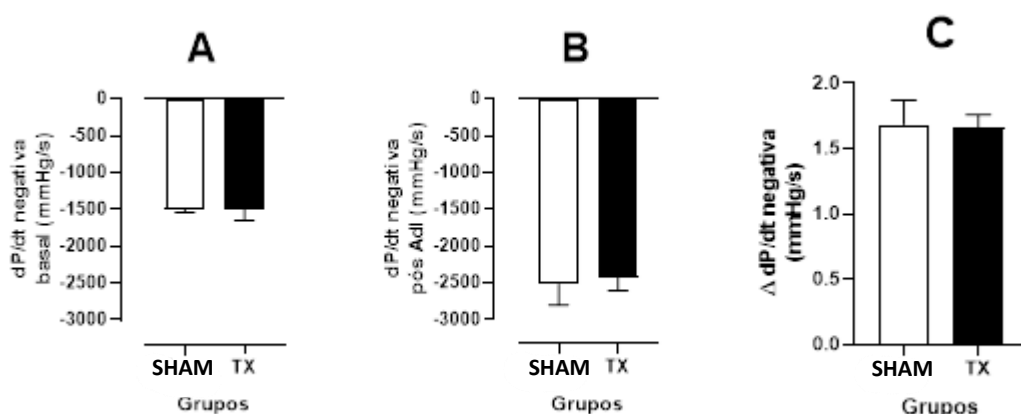 A
dP/dt negativa
basal (mmHg/s)
0
-500
-1000
-1500
-2000
-2500
-3000
SHAM TX
Grupos
B
dP/dt negativa
pós Adl (mmHg/s)
0
-500
-1000
-1500
-2000
-2500
-3000
SHAM TX
Grupos
C
Δ dP/dt negativa
(mmHg/s)
2.0
1.5
1.0
0.5
0.0
SHAM TX
Grupos